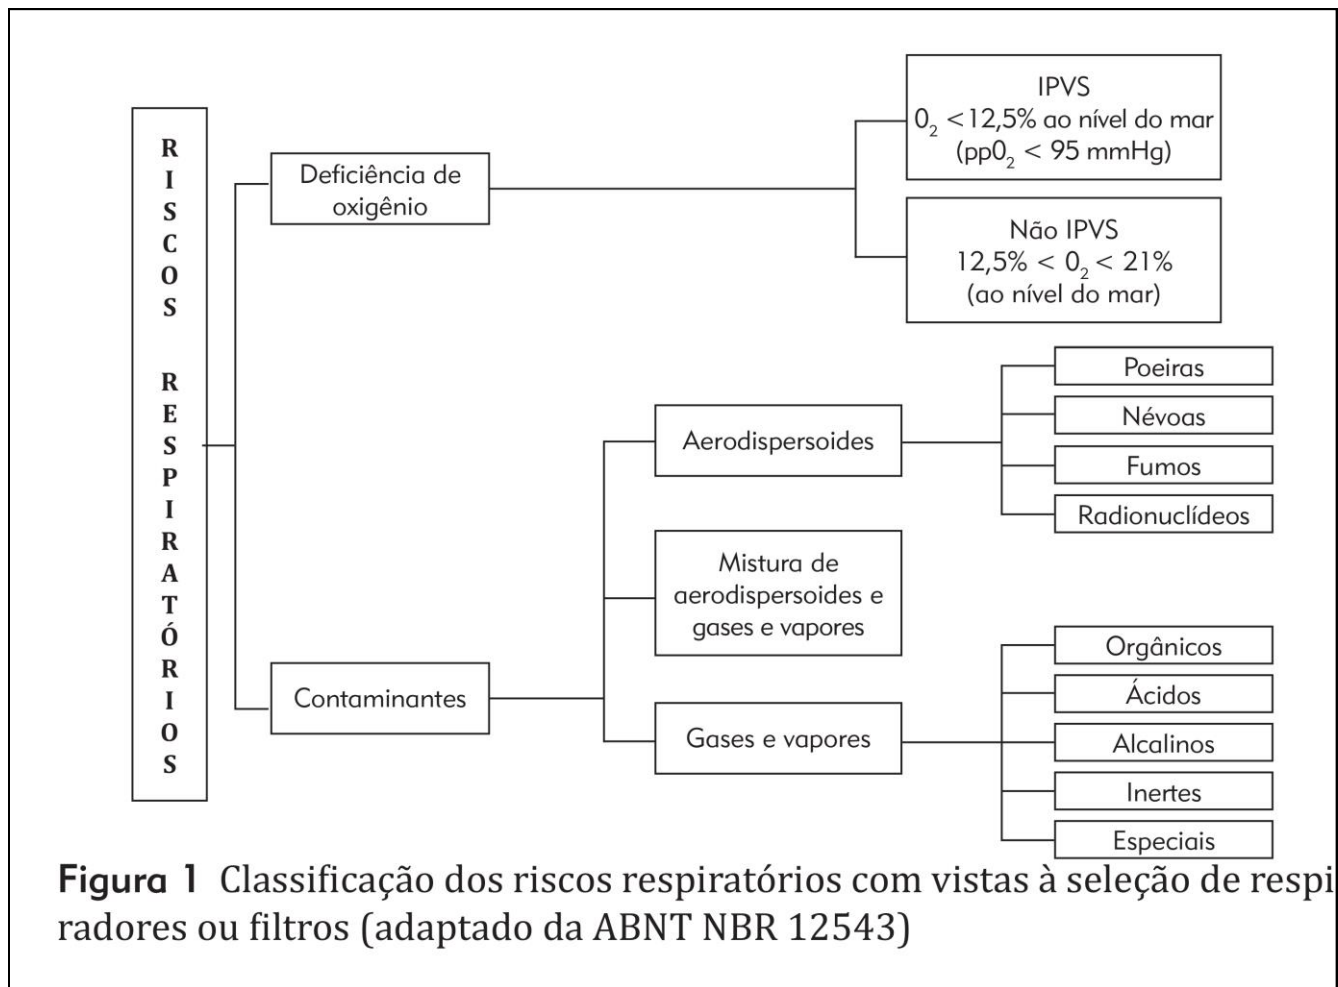 RISCOS RESPIRATÓRIOS
Deficiência de
oxigênio
IPVS
0₂ <12,5% ao nível do mar
(pp0₂ < 95 mmHg)
Não IPVS
12,5% < 0₂ < 21%
(ao nível do mar)
Contaminantes
Aerodispersoides
Poeiras
Névoas
Fumos
Radionuclídeos
Mistura de
aerodispersoides e
gases e vapores
Gases e vapores
Orgânicos
Ácidos
Alcalinos
Inertes
Especiais
Figura 1 Classificação dos riscos respiratórios com vistas à seleção de respi
radores ou filtros (adaptado da ABNT NBR 12543)